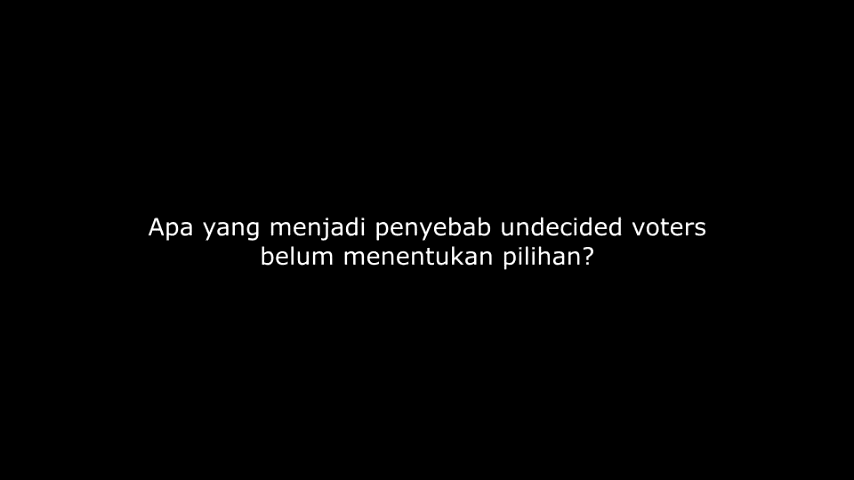 Apa yang menjadi penyebab undecided voters
belum menentukan pilihan?